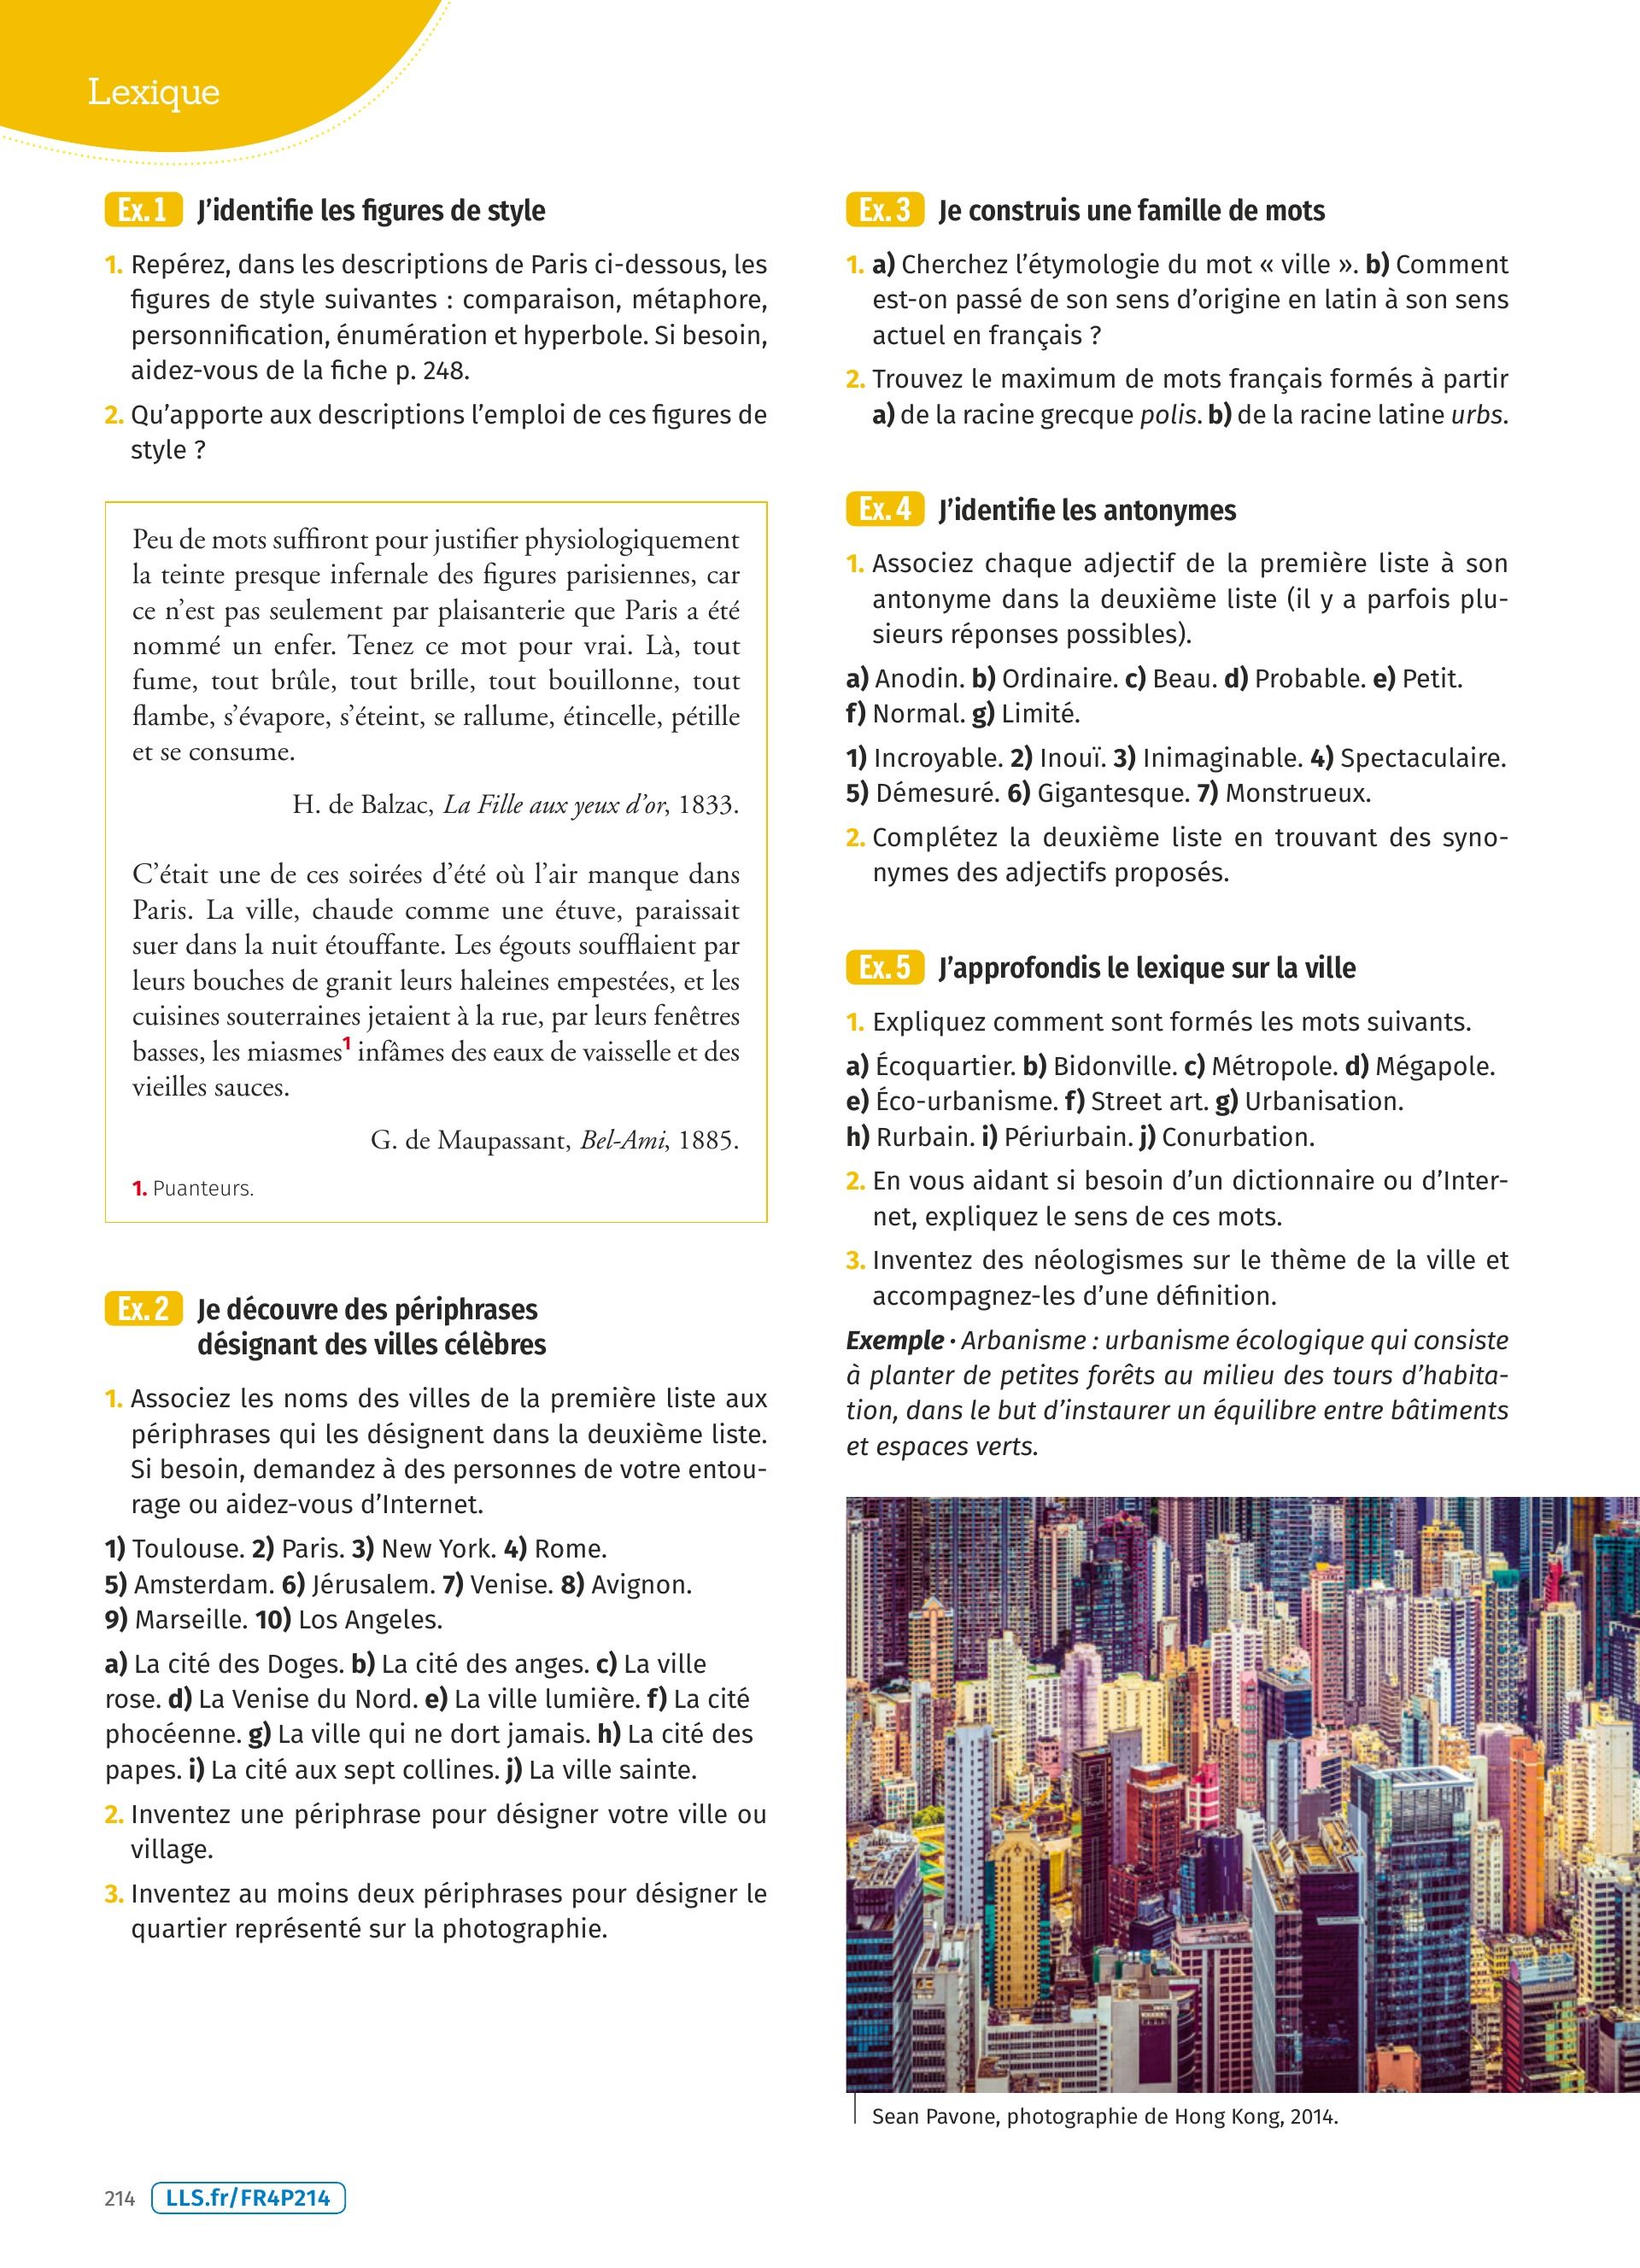 Lexique
Ex. 1 J’identifie les figures de style
1. Repérez, dans les descriptions de Paris ci-dessous, les
figures de style suivantes : comparaison, métaphore,
personnification, énumération et hyperbole. Si besoin,
aidez-vous de la fiche p. 248.
2. Qu’apporte aux descriptions l’emploi de ces figures de
style ?
Peu de mots suffiront pour justifier physiologiquement
la teinte presque infernale des figures parisiennes, car
ce n’est pas seulement par plaisanterie que Paris a été
nommé un enfer. Tenez ce mot pour vrai. Là, tout
fume, tout brûle, tout brille, tout bouillonne, tout
flambe, s’évapore, s’éteint, se rallume, étincelle, pétille
et se consume.
H. de Balzac, La Fille aux yeux d’or, 1833.
C’était une de ces soirées d’été où l’air manque dans
Paris. La ville, chaude comme une étuve, paraissait
suer dans la nuit étouffante. Les égouts soufflaient par
leurs bouches de granit leurs haleines empestées, et les
cuisines souterraines jetaient à la rue, par leurs fenêtres
basses, les miasmes1 infâmes des eaux de vaisselle et des
vieilles sauces.
G. de Maupassant, Bel-Ami, 1885.
1. Puanteurs.
Ex. 2 Je découvre des périphrases
désignant des villes célèbres
1. Associez les noms des villes de la première liste aux
périphrases qui les désignent dans la deuxième liste.
Si besoin, demandez à des personnes de votre entou-
rage ou aidez-vous d’Internet.
1) Toulouse. 2) Paris. 3) New York. 4) Rome.
5) Amsterdam. 6) Jérusalem. 7) Venise. 8) Avignon.
9) Marseille. 10) Los Angeles.
a) La cité des Doges. b) La cité des anges. c) La ville
rose. d) La Venise du Nord. e) La ville lumière. f) La cité
phocéenne. g) La ville qui ne dort jamais. h) La cité des
papes. i) La cité aux sept collines. j) La ville sainte.
2. Inventez une périphrase pour désigner votre ville ou
village.
3. Inventez au moins deux périphrases pour désigner le
quartier représenté sur la photographie.
Ex. 3 Je construis une famille de mots
1. a) Cherchez l’étymologie du mot « ville ». b) Comment
est-on passé de son sens d’origine en latin à son sens
actuel en français ?
2. Trouvez le maximum de mots français formés à partir
a) de la racine grecque polis. b) de la racine latine urbs.
Ex. 4 J’identifie les antonymes
1. Associez chaque adjectif de la première liste à son
antonyme dans la deuxième liste (il y a parfois plu-
sieurs réponses possibles).
a) Anodin. b) Ordinaire. c) Beau. d) Probable. e) Petit.
f) Normal. g) Limité.
1) Incroyable. 2) Inouï. 3) Inimaginable. 4) Spectaculaire.
5) Démesuré. 6) Gigantesque. 7) Monstrueux.
2. Complétez la deuxième liste en trouvant des syno-
nymes des adjectifs proposés.
Ex. 5 J’approfondis le lexique sur la ville
1. Expliquez comment sont formés les mots suivants.
a) Écoquartier. b) Bidonville. c) Métropole. d) Mégapole.
e) Éco-urbanisme. f) Street art. g) Urbanisation.
h) Rurbain. i) Périurbain. j) Conurbation.
2. En vous aidant si besoin d’un dictionnaire ou d’Inter-
net, expliquez le sens de ces mots.
3. Inventez des néologismes sur le thème de la ville et
accompagnez-les d’une définition.
Exemple · Arbanisme : urbanisme écologique qui consiste
à planter de petites forêts au milieu des tours d’habita-
tion, dans le but d’instaurer un équilibre entre bâtiments
et espaces verts.
Sean Pavone, photographie de Hong Kong, 2014.
214 LLS.fr/FR4P214